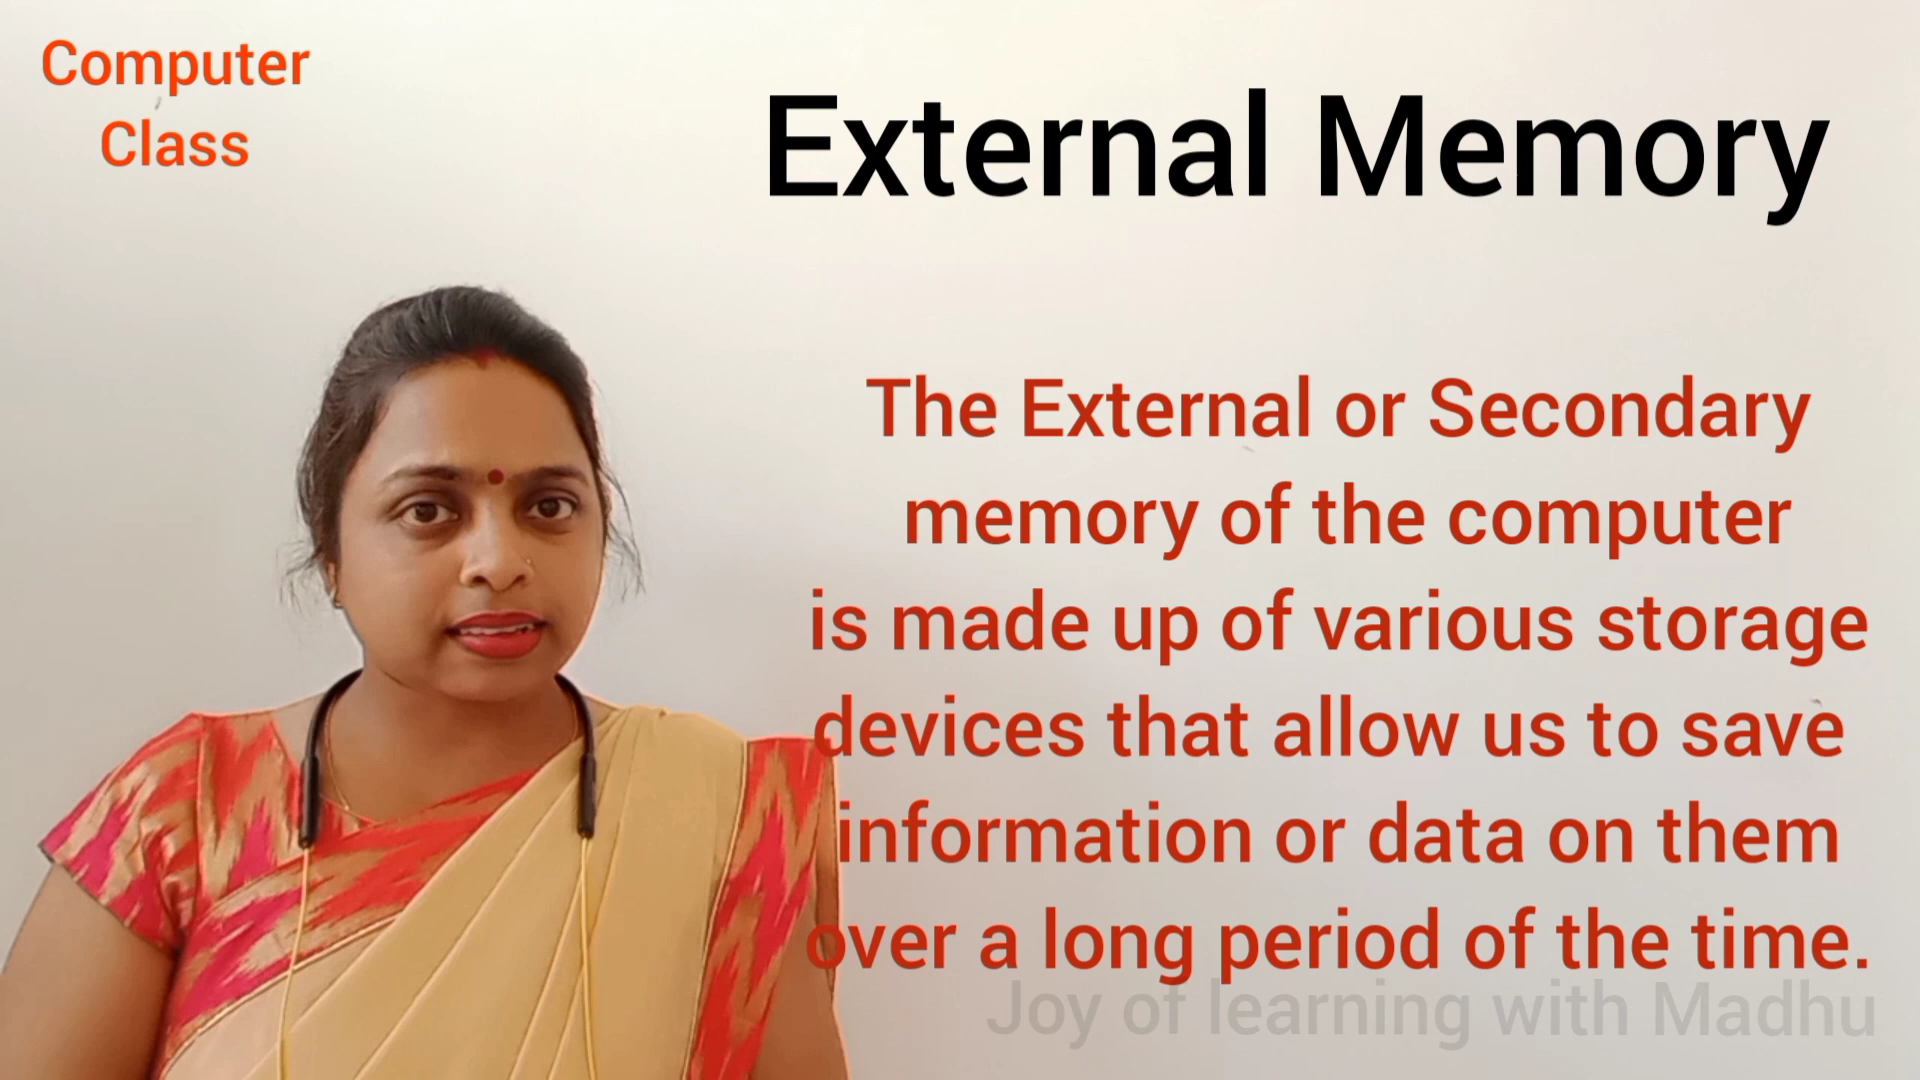 Computer
Class
External Memory
The External or Secondary
memory of the computer
is made up of various storage
devices that allow us to save
information or data on them
over a long period of the time.
Joy of learning with Madhu